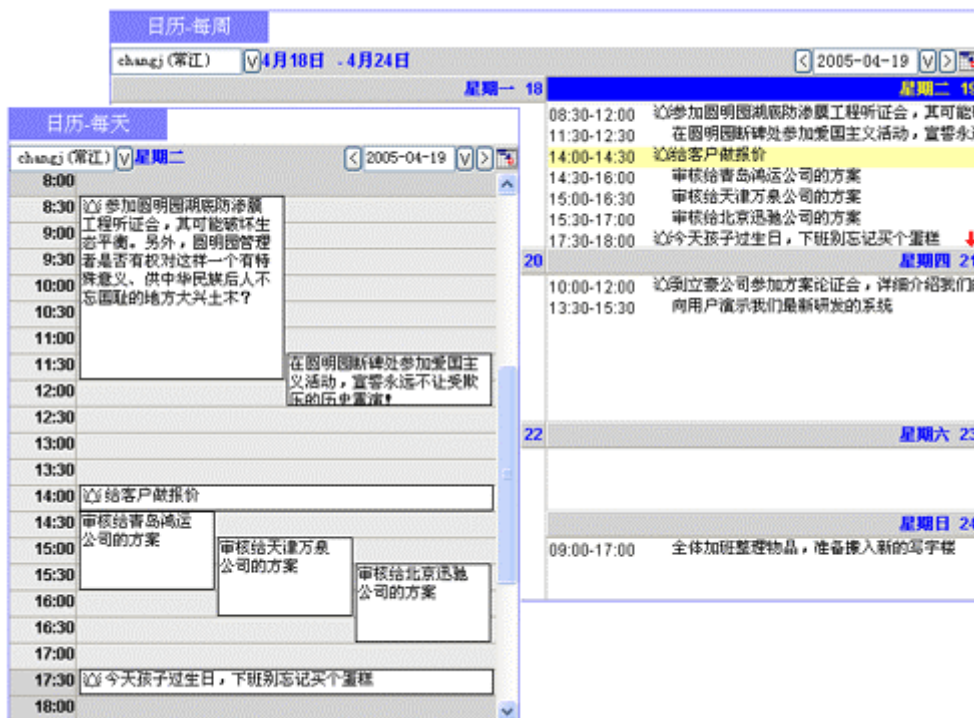 日历-每周
changj(常江) 4月18日 - 4月24日 2005-04-19
星期一 18
星期二 19
08:30-12:00 参加圆明园湖底防渗膜工程听证会，其可能
11:30-12:30 在圆明园断碑处参加爱国主义活动，宣誓永
14:00-14:30 给客户做报价
14:30-16:00 审核给青岛鸿运公司的方案
15:00-16:30 审核给天津万泉公司的方案
15:30-17:00 审核给北京迅驰公司的方案
17:30-18:00 今天孩子过生日，下班别忘记买个蛋糕
20
星期四 21
10:00-12:00 到立豪公司参加方案论证会，详细介绍我们
13:30-15:30 向用户演示我们最新研发的系统
22
星期六 23
星期日 24
09:00-17:00 全体加班整理物品，准备搬入新的写字楼
日历-每天
changj(常江) 星期二 2005-04-19
8:00
8:30 参加圆明园湖底防渗膜
工程听证会，其可能破坏生
9:00
态平衡。另外，圆明园管理
9:30 者是否有权对这样一个有特
殊意义、供中华民族后人不
10:00
忘国耻的地方大兴土木？
10:30
11:00
11:30 在圆明园断碑处参加爱国主
义活动，宣誓永远不让受欺
12:00
压的历史重演!
12:30
13:00
13:30
14:00 给客户做报价
14:30 审核给青岛鸿运
公司的方案
15:00 审核给天津万泉
公司的方案
15:30 审核给北京迅驰
公司的方案
16:00
16:30
17:00
17:30 今天孩子过生日，下班别忘记买个蛋糕
18:00